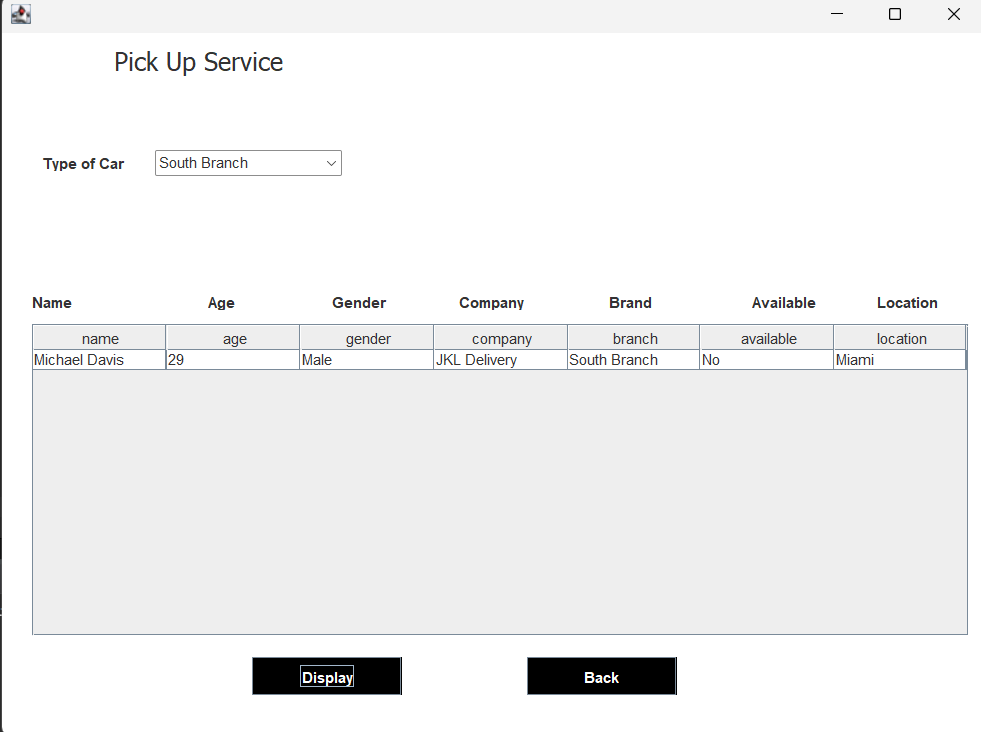 Pick Up Service
Type of Car South Branch
Name Age Gender Company Brand Available Location
name age gender company branch available location
Michael Davis 29 Male JKL Delivery South Branch No Miami
Display Back